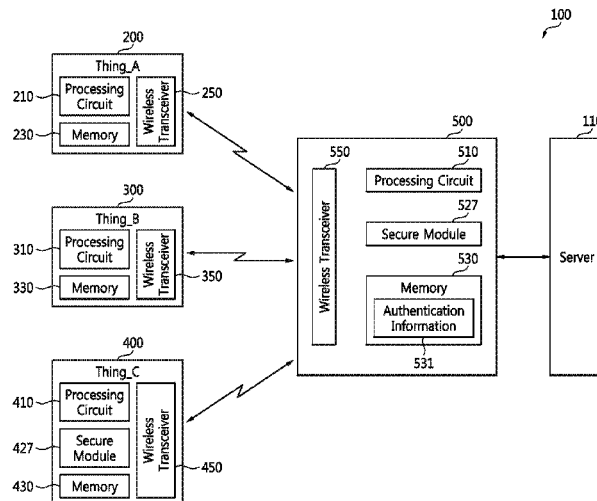 100
200
Thing_A
210
Processing
Circuit
Wireless
Transceiver
250
230
Memory
300
Thing_B
310
Processing
Circuit
Wireless
Transceiver
350
330
Memory
400
Thing_C
410
Processing
Circuit
427
Secure
Module
Wireless
Transceiver
450
430
Memory
500
550
Wireless Transceiver
510
Processing Circuit
527
Secure Module
530
Memory
Authentication
Information
531
Server